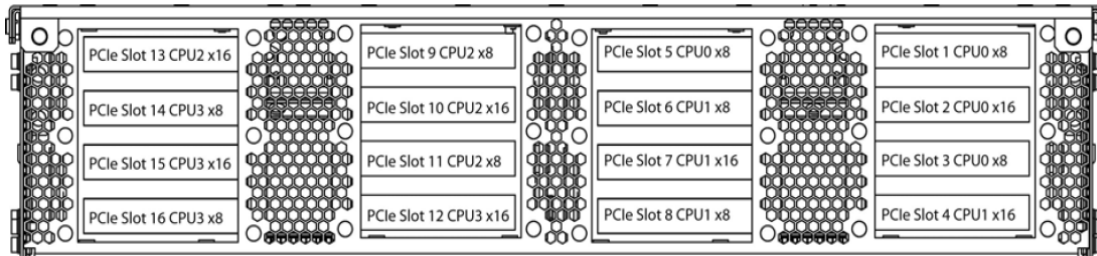 PCIe Slot 13 CPU2 x16
PCIe Slot 14 CPU3 x8
PCIe Slot 15 CPU3 x16
PCIe Slot 16 CPU3 x8
PCIe Slot 9 CPU2 x8
PCIe Slot 10 CPU2 x16
PCIe Slot 11 CPU2 x8
PCIe Slot 12 CPU3 x16
PCIe Slot 5 CPU0 x8
PCIe Slot 6 CPU1 x8
PCIe Slot 7 CPU1 x16
PCIe Slot 8 CPU1 x8
PCIe Slot 1 CPU0 x8
PCIe Slot 2 CPU0 x16
PCIe Slot 3 CPU0 x8
PCIe Slot 4 CPU1 x16